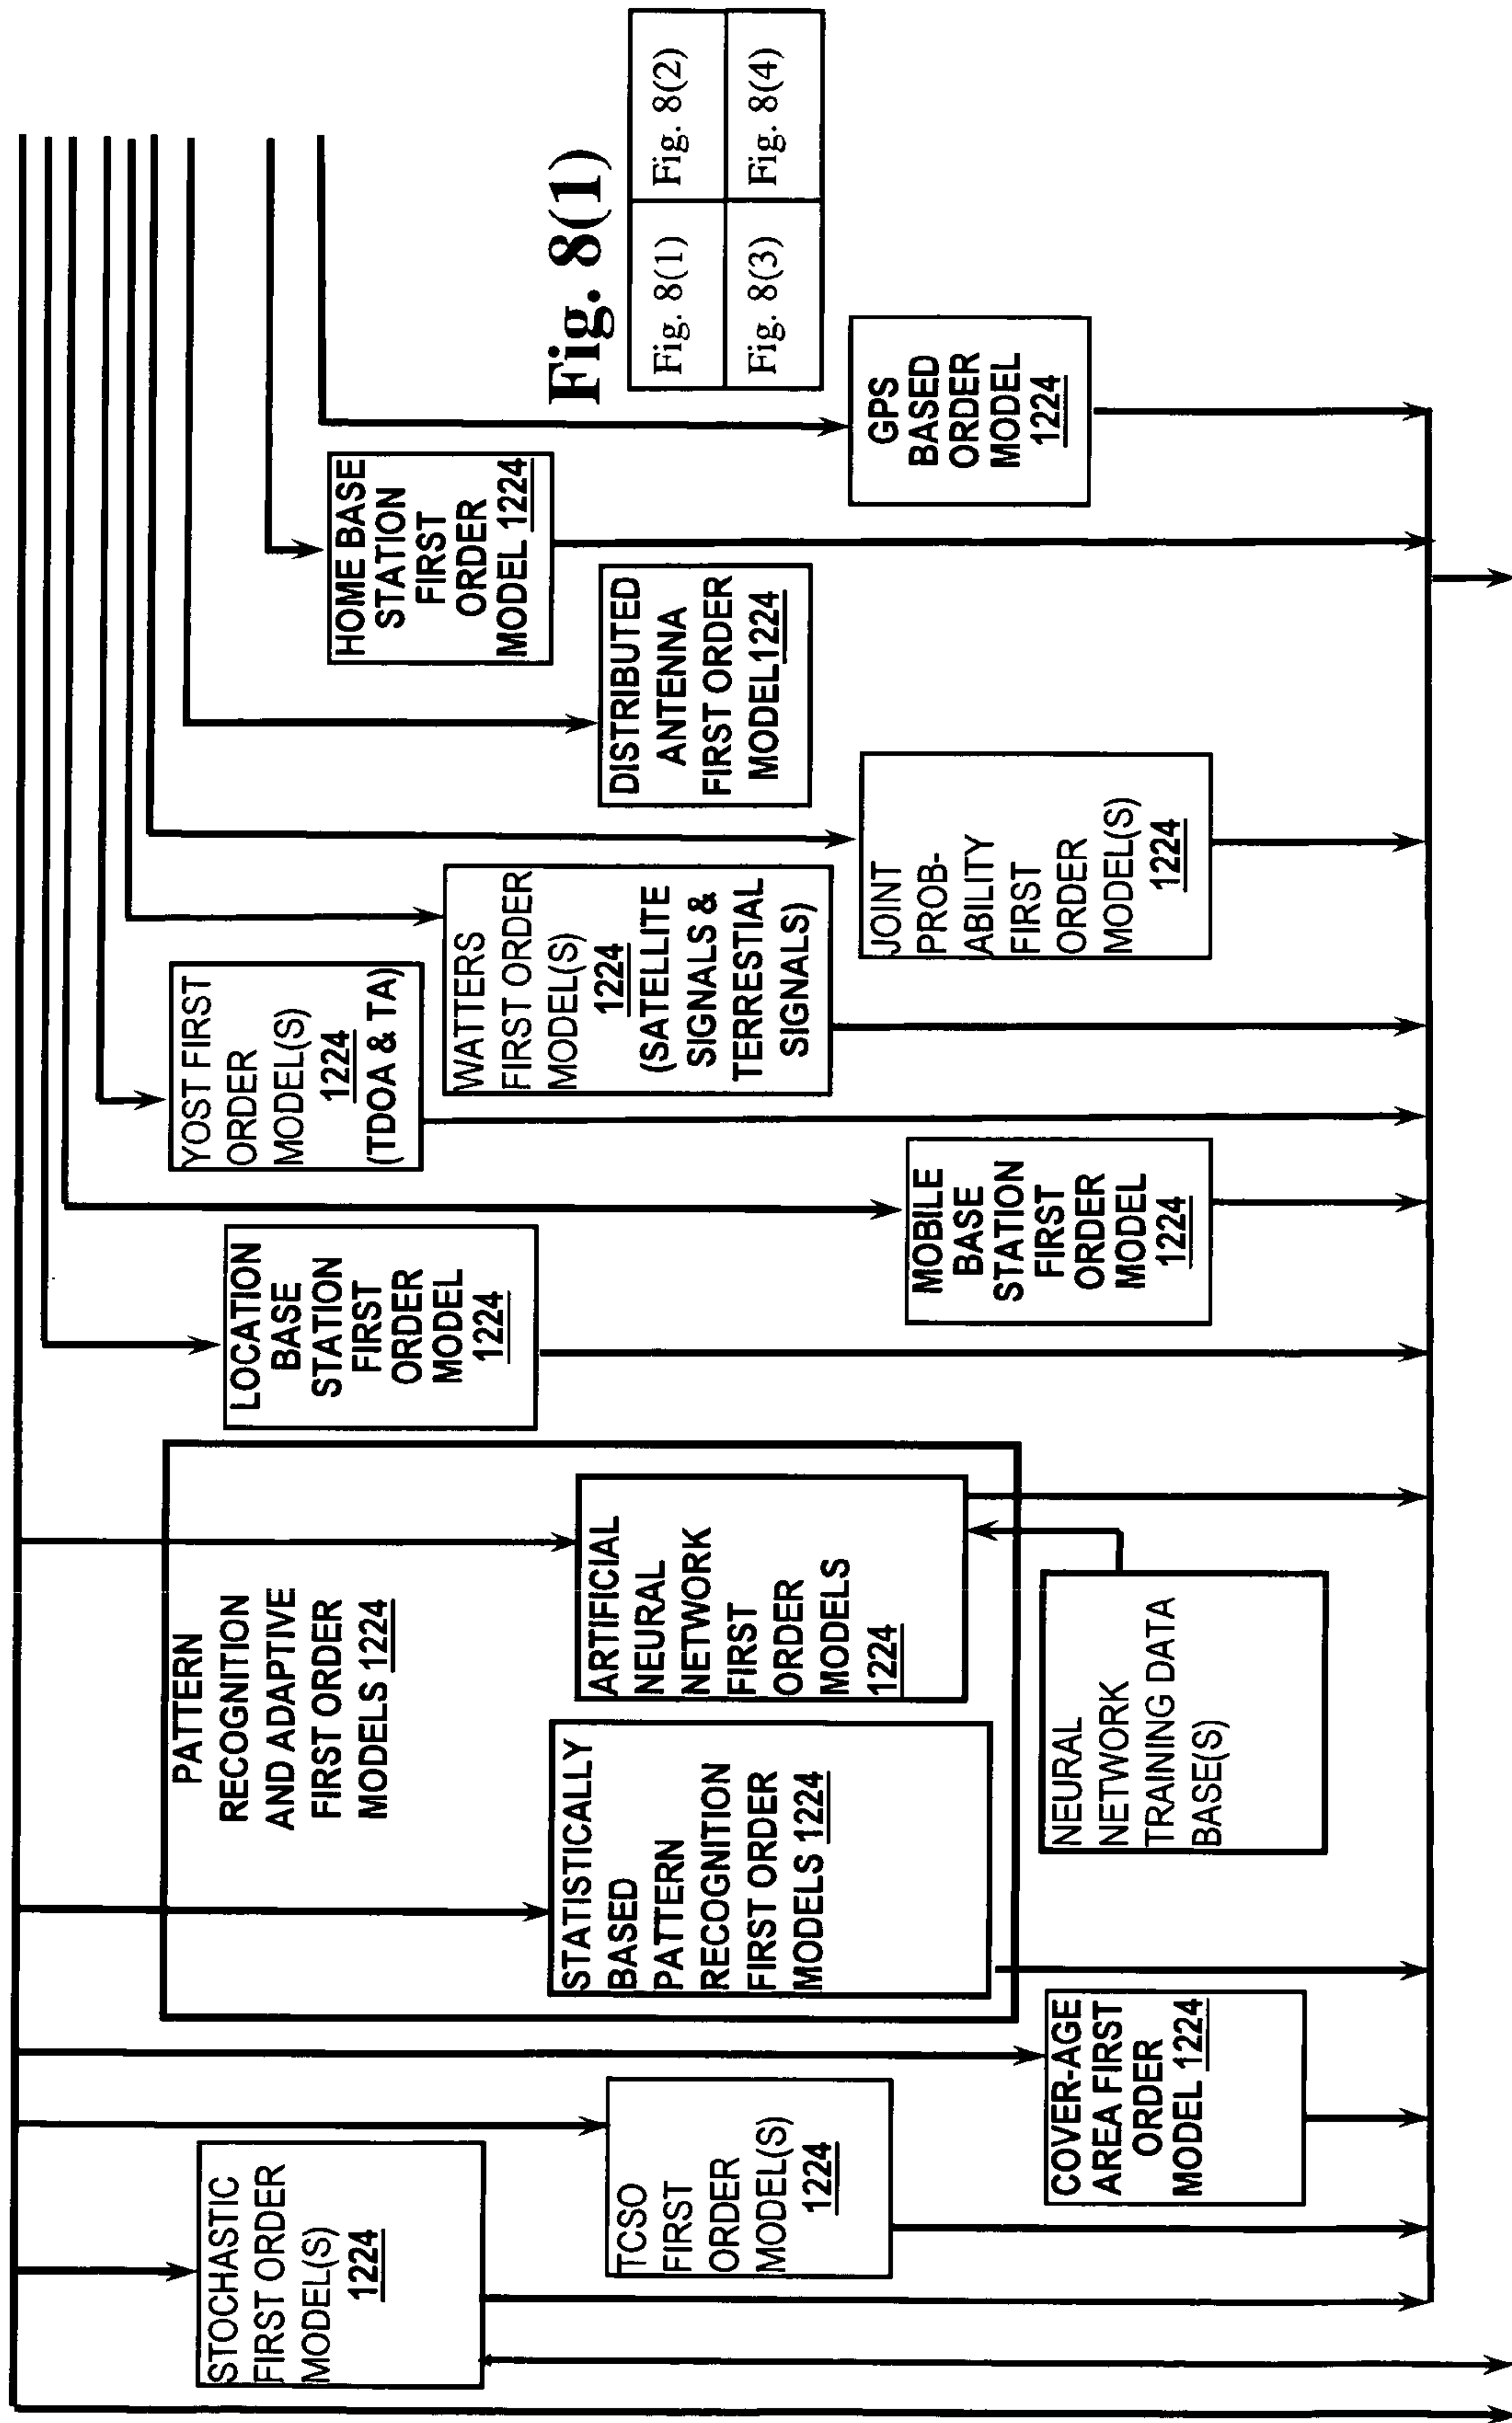 STOCHASTIC
FIRST ORDER
MODEL(S)
1224
TCSO
FIRST
ORDER
MODEL(S)
1224
COVER-AGE
AREA FIRST
ORDER
MODEL 1224
PATTERN
RECOGNITION
AND ADAPTIVE
FIRST ORDER
MODELS 1224
STATISTICALLY
BASED
PATTERN
RECOGNITION
FIRST ORDER
MODELS 1224
ARTIFICIAL
NEURAL
NETWORK
FIRST
ORDER
MODELS
1224
NEURAL
NETWORK
TRAINING DATA
BASE(S)
LOCATION
BASE
STATION
FIRST
ORDER
MODEL
1224
MOBILE
BASE
STATION
FIRST
ORDER
MODEL
1224
YOST FIRST
ORDER
MODEL(S)
1224
(TDOA & TA)
WATTERS
FIRST ORDER
MODEL(S)
1224
(SATELLITE
SIGNALS &
TERRESTIAL
SIGNALS)
JOINT
PROB-
ABILITY
FIRST
ORDER
MODEL(S)
1224
DISTRIBUTED
ANTENNA
FIRST ORDER
MODEL1224
HOME BASE
STATION
FIRST
ORDER
MODEL 1224
GPS
BASED
ORDER
MODEL
1224
Fig. 8(1)
Fig. 8(1) Fig. 8(2)
Fig. 8(3) Fig. 8(4)